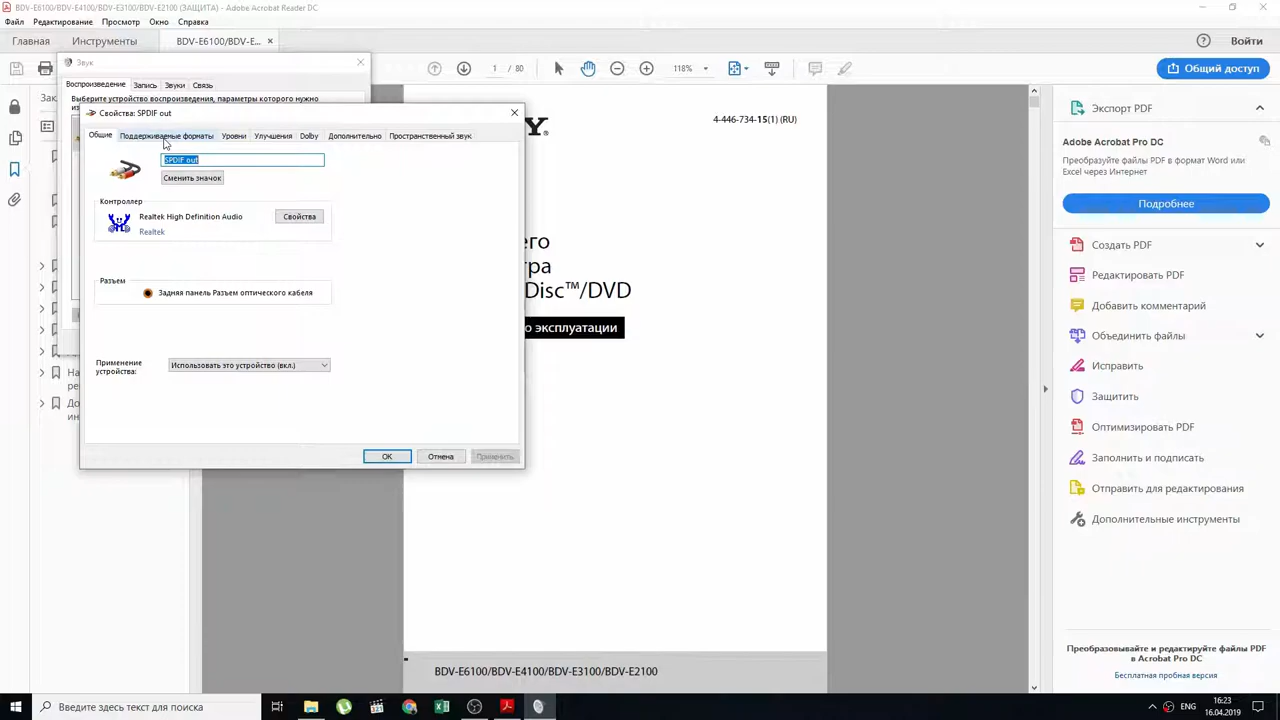 BDV-E6100/BDV-E4100/BDV-E3100/BDV-E2100 (ЗАЩИТА) - Adobe Acrobat Reader DC
Файл Редактирование Просмотр Окно Справка
Главная Инструменты BDV-E6100/BDV-E... × Войти
1 / 80 118% Общий доступ
Звук
Воспроизведение Запись Звуки Связь
Выберите устройство воспроизведения, параметры которого нужно
Свойства: SPDIF out
Общие Поддерживаемые форматы Уровни Улучшения Dolby Дополнительно Пространственный звук
SPDIF out
Сменить значок
Контроллер
Realtek High Definition Audio Свойства
Realtek
Разъем
Задняя панель Разъем оптического кабеля
Применение
устройства:
Использовать это устройство (вкл.)
OK Отмена Применить
Y®
4-446-734-15(1) (RU)
его
тра
Disc™/DVD
о эксплуатации
BDV-E6100/BDV-E4100/BDV-E3100/BDV-E2100
Экспорт PDF
Adobe Acrobat Pro DC
Преобразуйте файлы PDF в формат Word или
Excel через Интернет
Подробнее
Создать PDF
Редактировать PDF
Добавить комментарий
Объединить файлы
Исправить
Защитить
Оптимизировать PDF
Заполнить и подписать
Отправить для редактирования
Дополнительные инструменты
Преобразовывайте и редактируйте файлы PDF
в Acrobat Pro DC
Бесплатная пробная версия
Введите здесь текст для поиска
ENG
16:23
16.04.2019